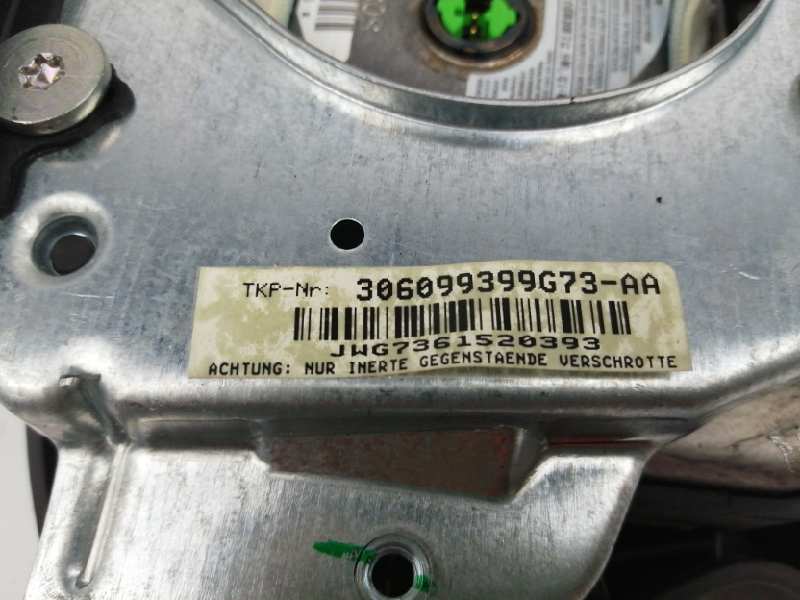 TKP-Nr: 306099399G73-AA
JWG7361520393
ACHTUNG: NUR INERTE GEGENSTAENDE VERSCHROTTE